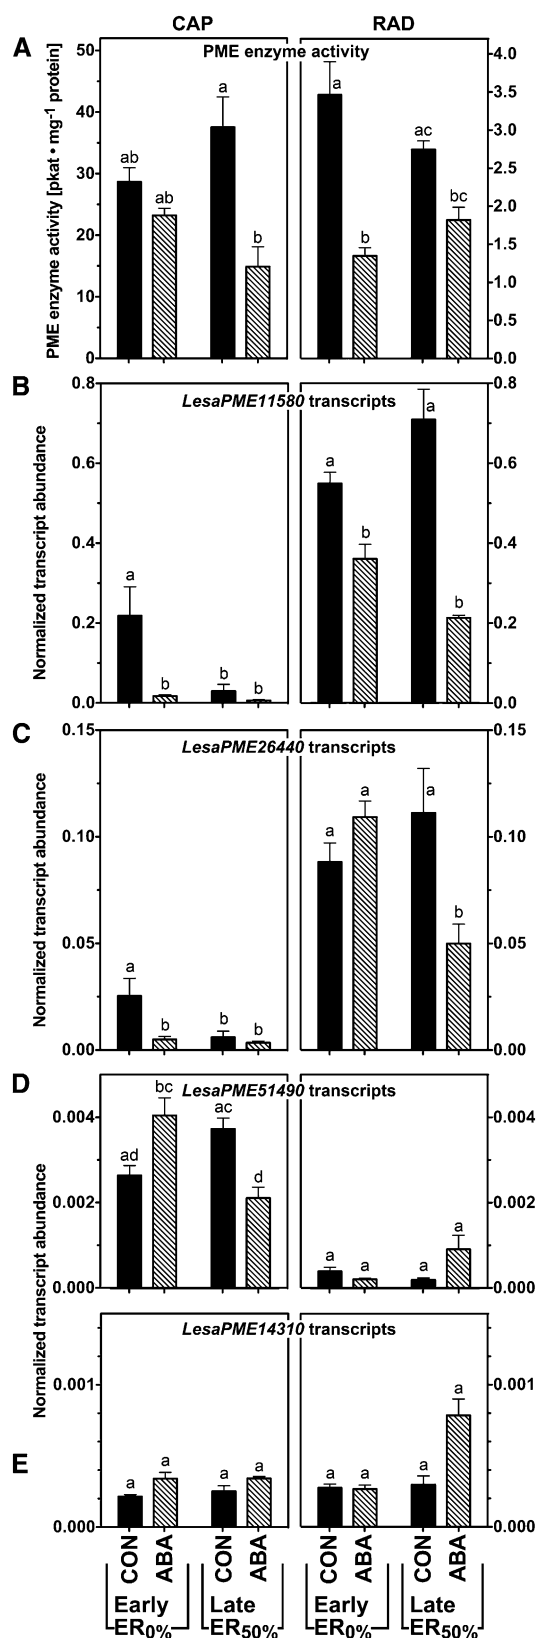 CAP RAD
A
PME enzyme activity
PME enzyme activity [pkat • mg-1 protein]
50
40
30
20
10
0
4.0
3.5
3.0
2.5
2.0
1.5
1.0
0.5
0.0
ab ab a b
a b ac bc
B
LesaPME11580 transcripts
Normalized transcript abundance
0.8
0.6
0.4
0.2
0.0
0.8
0.6
0.4
0.2
0.0
a b b b
a b a b
C
LesaPME26440 transcripts
Normalized transcript abundance
0.15
0.10
0.05
0.00
0.15
0.10
0.05
0.00
a b b b
a a a b
D
LesaPME51490 transcripts
Normalized transcript abundance
0.004
0.002
0.000
0.004
0.002
0.000
ad bc ac d
a a a a
E
LesaPME14310 transcripts
0.001
0.000
0.001
0.000
a a a a
a a a a
CON ABA CON ABA CON ABA CON ABA
Early Late Early Late
ER0% ER50% ER0% ER50%